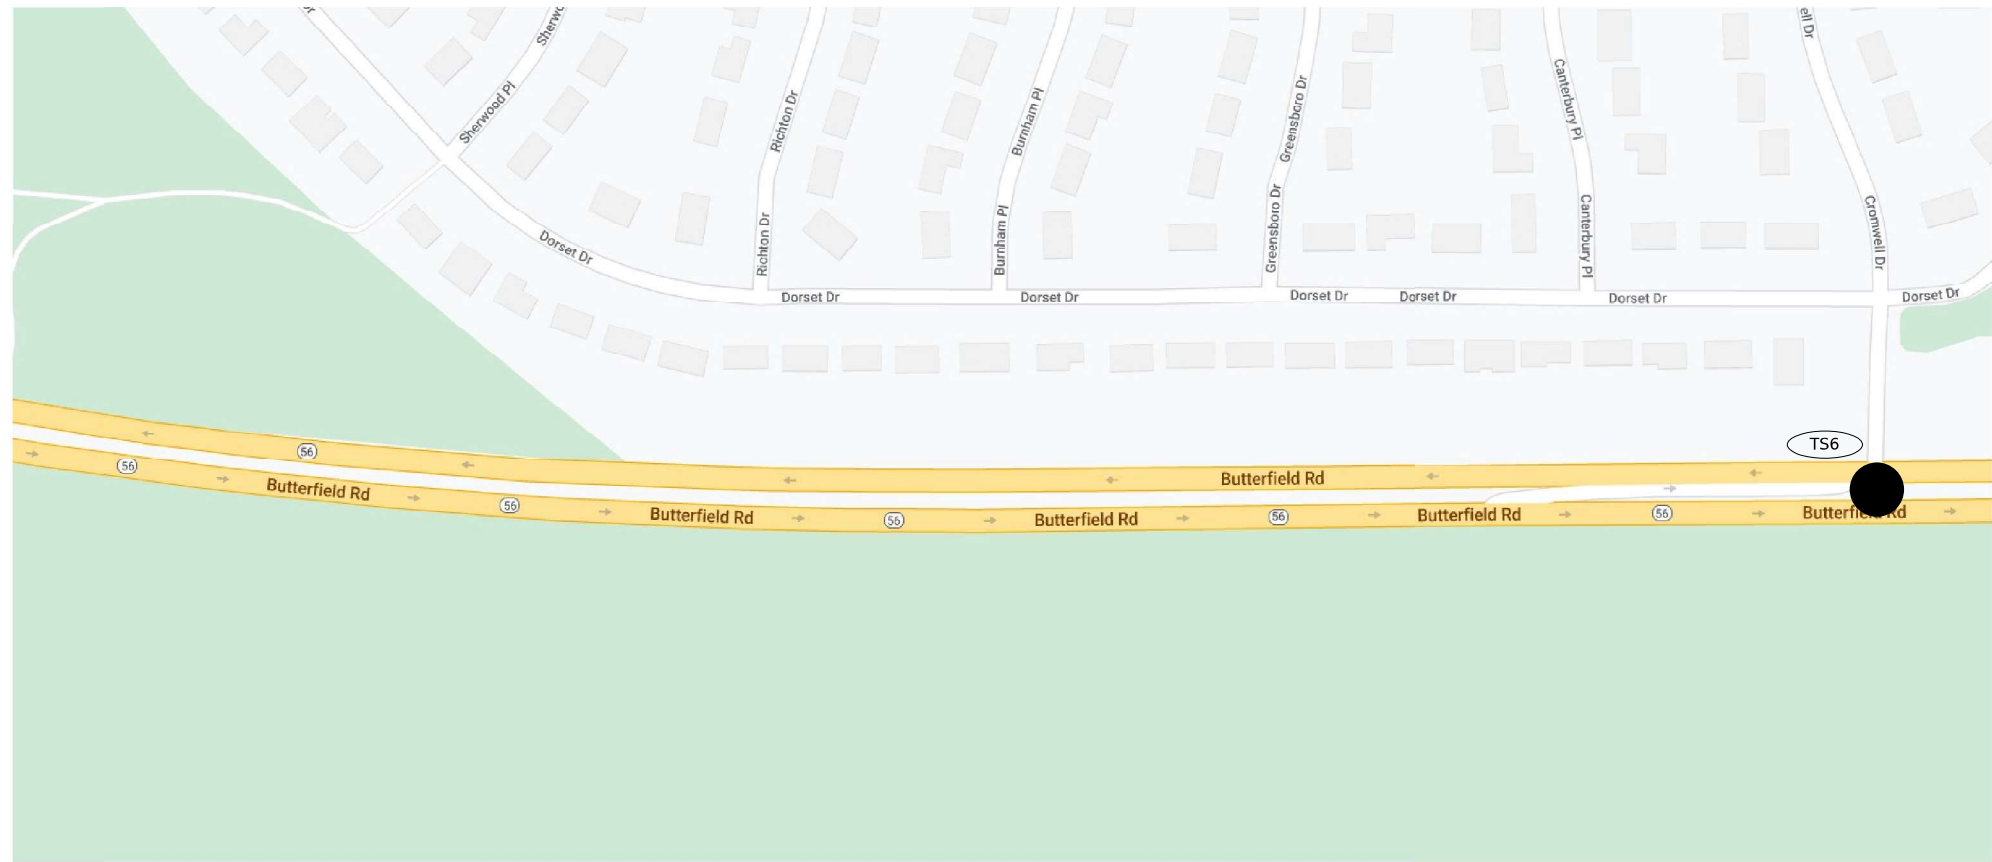 Sherwood Pl
Richton Dr
Burnham Pl
Greensboro Dr
Canterbury Pl
ell Dr
Dorset Dr
Richton Dr
Burnham Pl
Greensboro Dr
Canterbury Pl
Cromwell Dr
Dorset Dr
Dorset Dr
Dorset Dr
Dorset Dr
Dorset Dr
Dorset Dr
TS6
56
56
Butterfield Rd
Butterfield Rd
56
Butterfield Rd
56
Butterfield Rd
56
Butterfield Rd
56
Butterfield Rd